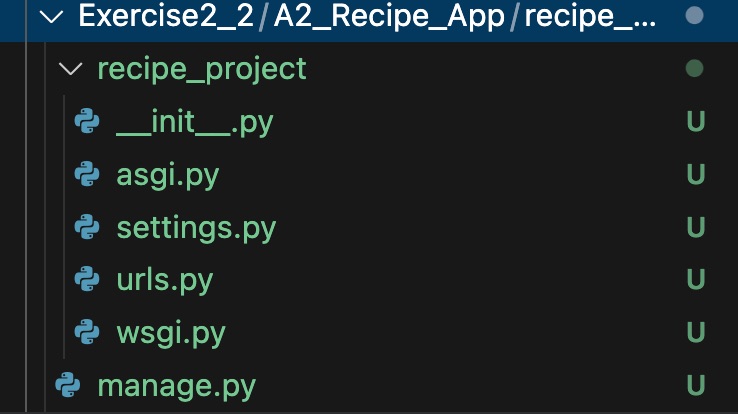 Exercise2_2/A2_Recipe_App/recipe_...
recipe_project
__init__.py U
asgi.py U
settings.py U
urls.py U
wsgi.py U
manage.py U